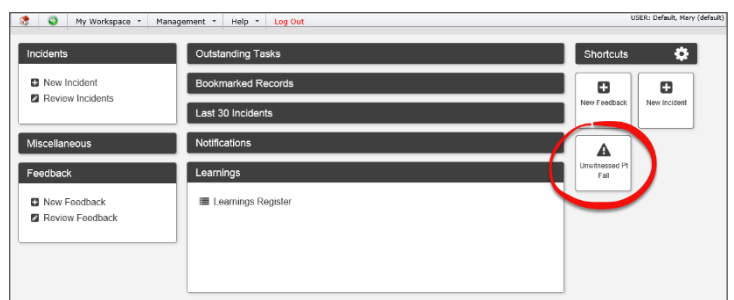 My Workspace Management Help Log Out
USER: Default, Mary (default)
Incidents
New Incident
Review Incidents
Miscellaneous
Feedback
New Feedback
Review Feedback
Outstanding Tasks
Bookmarked Records
Last 30 Incidents
Notifications
Learnings
Learnings Register
Shortcuts
New Feedback
New Incident
Unwitnessed Pt
Fall